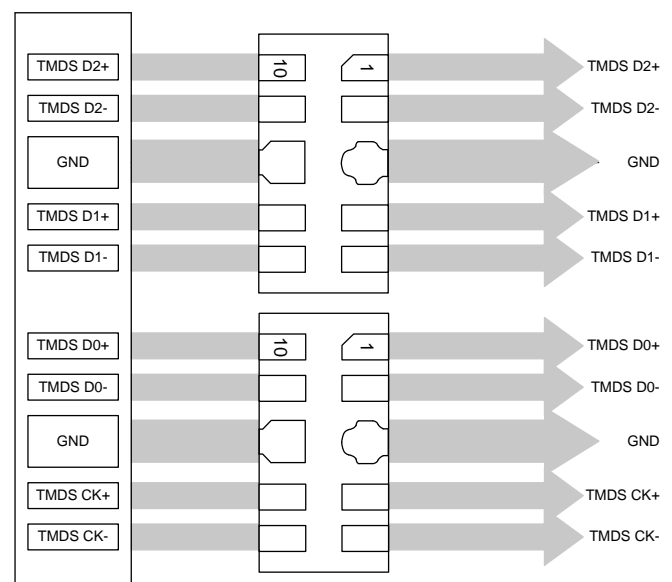 TMDS D2+ 10 1 TMDS D2+
TMDS D2- TMDS D2-
GND GND
TMDS D1+ TMDS D1+
TMDS D1- TMDS D1-
TMDS D0+ 10 1 TMDS D0+
TMDS D0- TMDS D0-
GND GND
TMDS CK+ TMDS CK+
TMDS CK- TMDS CK-